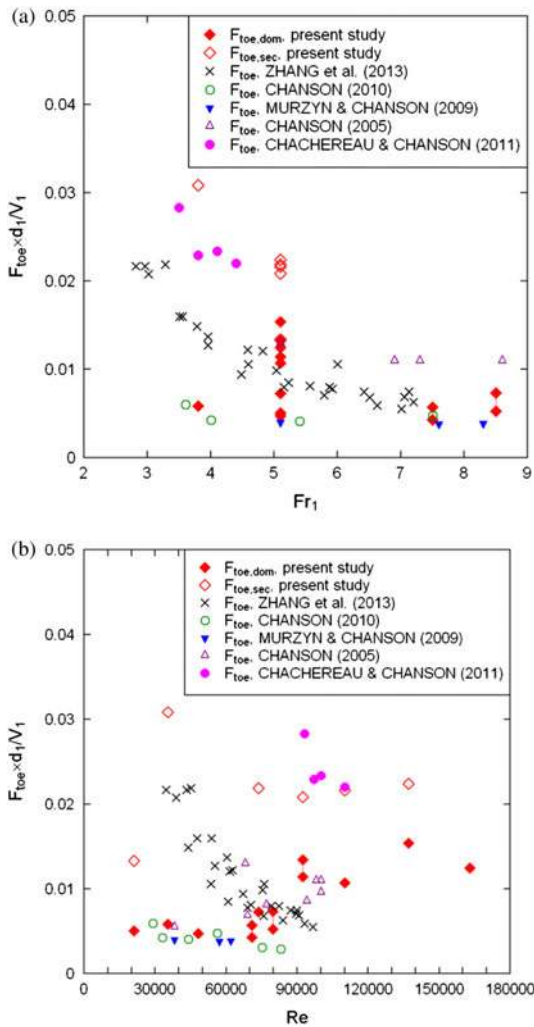 (a)
0.05
0.04
0.03
0.02
0.01
0
F_toe×d_1/V_1
F_toe,dom, present study
F_toe,sec, present study
F_toe, ZHANG et al. (2013)
F_toe, CHANSON (2010)
F_toe, MURZYN & CHANSON (2009)
F_toe, CHANSON (2005)
F_toe, CHACHEREAU & CHANSON (2011)
2 3 4 5 6 7 8 9
Fr_1
(b)
0.05
0.04
0.03
0.02
0.01
0
F_toe×d_1/V_1
F_toe,dom, present study
F_toe,sec, present study
F_toe, ZHANG et al. (2013)
F_toe, CHANSON (2010)
F_toe, MURZYN & CHANSON (2009)
F_toe, CHANSON (2005)
F_toe, CHACHEREAU & CHANSON (2011)
0 30000 60000 90000 120000 150000 180000
Re